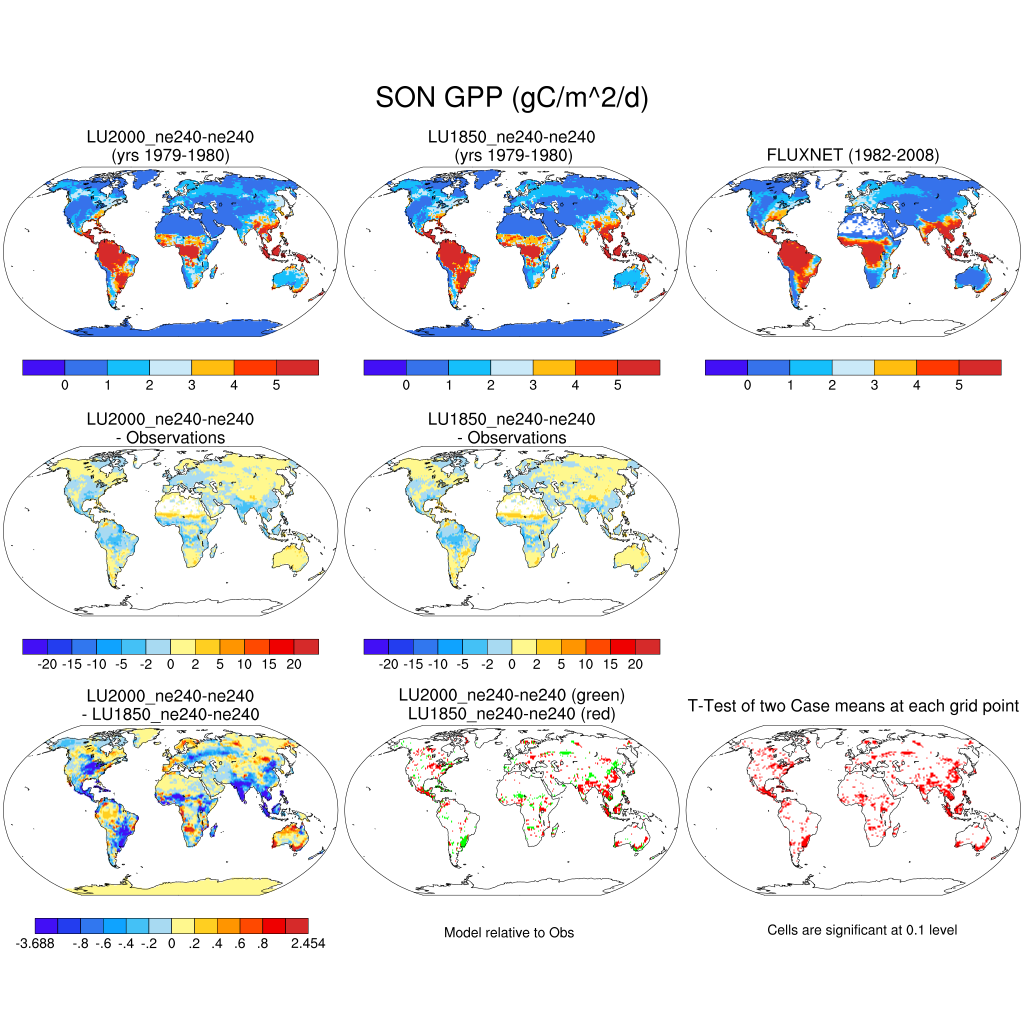 SON GPP (gC/m^2/d)
LU2000_ne240-ne240
(yrs 1979-1980)
LU1850_ne240-ne240
(yrs 1979-1980)
FLUXNET (1982-2008)
0 1 2 3 4 5
0 1 2 3 4 5
0 1 2 3 4 5
LU2000_ne240-ne240
- Observations
LU1850_ne240-ne240
- Observations
-20 -15 -10 -5 -2 0 2 5 10 15 20
-20 -15 -10 -5 -2 0 2 5 10 15 20
LU2000_ne240-ne240
- LU1850_ne240-ne240
LU2000_ne240-ne240 (green)
LU1850_ne240-ne240 (red)
T-Test of two Case means at each grid point
-3.688 -.8 -.6 -.4 -.2 0 .2 .4 .6 .8 2.454
Model relative to Obs
Cells are significant at 0.1 level